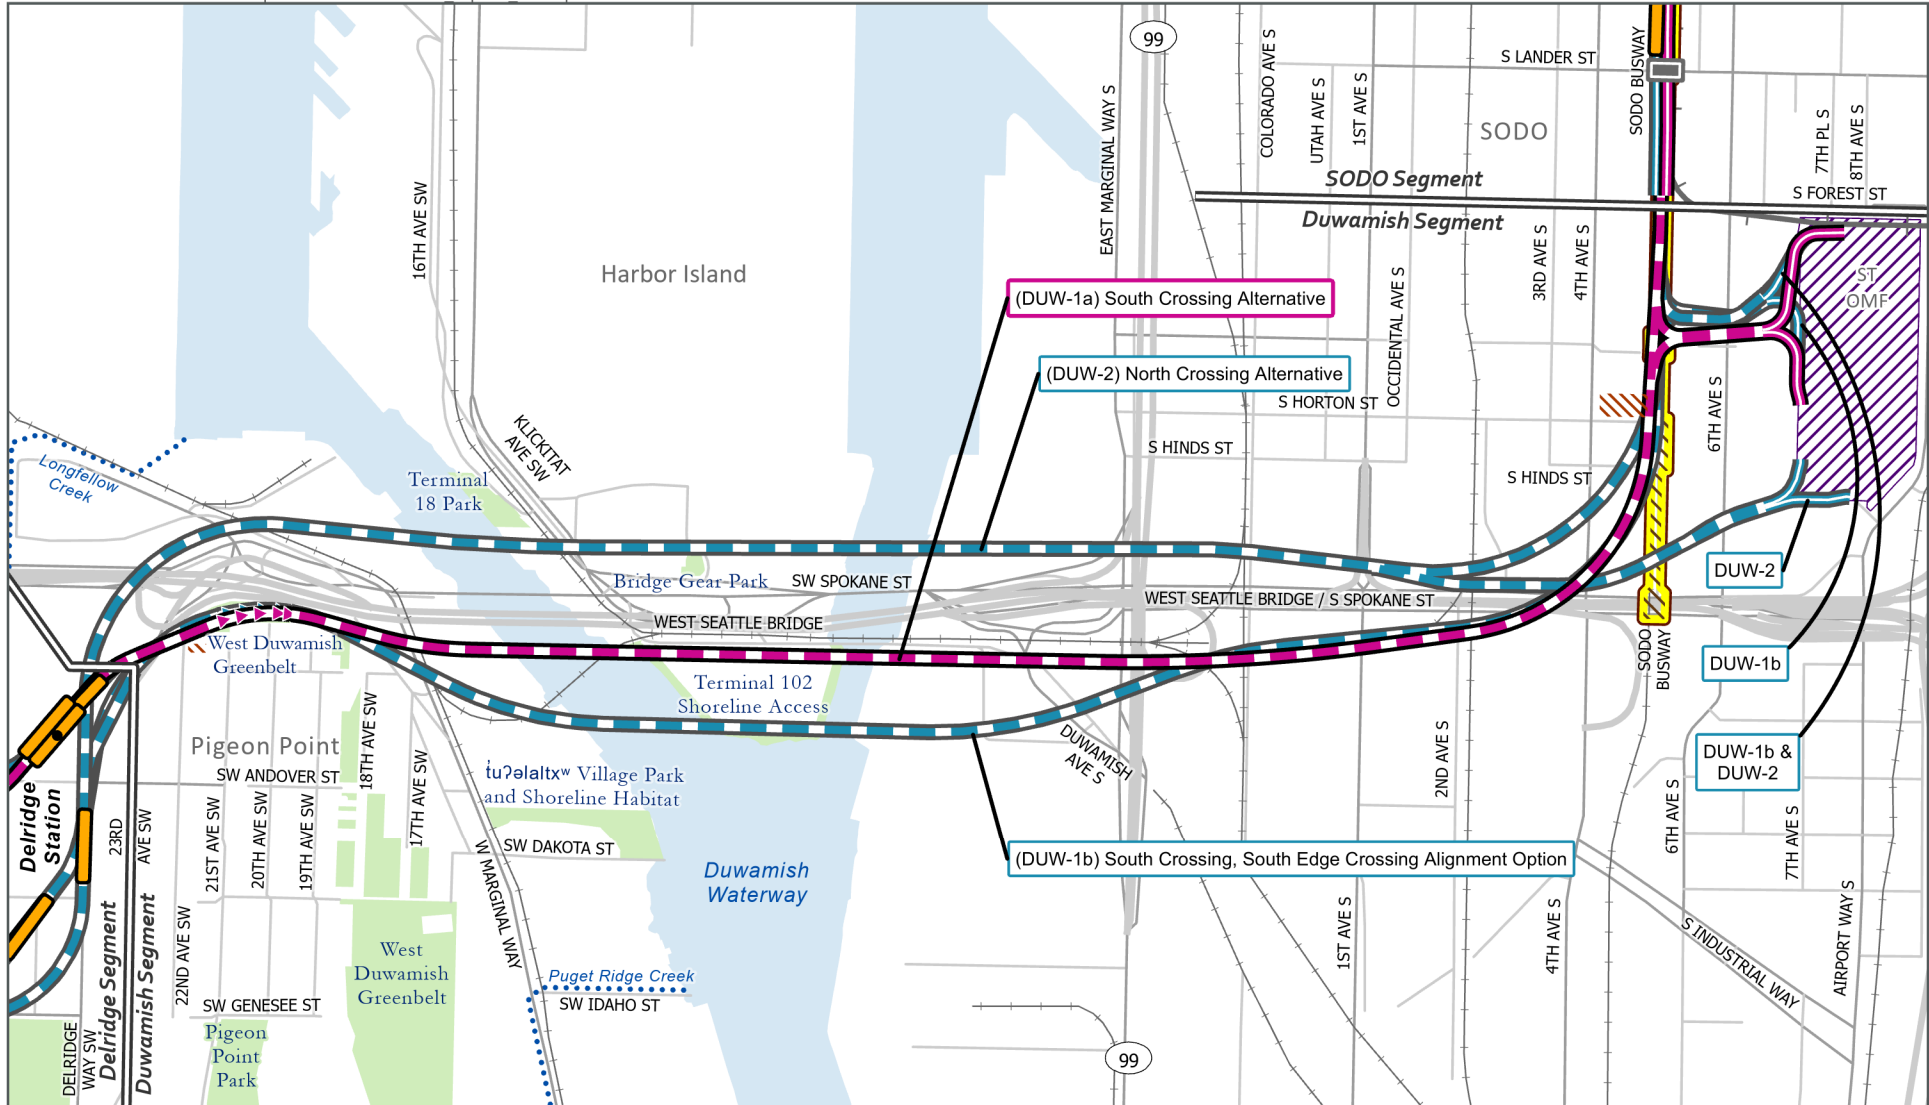 99
S LANDER ST
SODO BUSWAY
COLORADO AVE S
UTAH AVE S
1ST AVE S
SODO
7TH PL S
8TH AVE S
EAST MARGINAL WAY S
SODO Segment
S FOREST ST
Duwamish Segment
16TH AVE SW
Harbor Island
3RD AVE S
4TH AVE S
ST
OMF
(DUW-1a) South Crossing Alternative
OCCIDENTAL AVE S
(DUW-2) North Crossing Alternative
S HORTON ST
6TH AVE S
KLICKITAT
AVE SW
S HINDS ST
Longfellow
Creek
Terminal
18 Park
S HINDS ST
Bridge Gear Park
SW SPOKANE ST
DUW-2
WEST SEATTLE BRIDGE / S SPOKANE ST
WEST SEATTLE BRIDGE
West Duwamish
Greenbelt
SODO
BUSWAY
DUW-1b
Terminal 102
Shoreline Access
Pigeon Point
18TH AVE SW
DUWAMISH
AVE S
2ND AVE S
DUW-1b &
DUW-2
SW ANDOVER ST
17TH AVE SW
t̓uʔəlaltxʷ Village Park
and Shoreline Habitat
Delridge
Station
23RD
AVE SW
21ST AVE SW
20TH AVE SW
19TH AVE SW
6TH AVE S
7TH AVE S
SW DAKOTA ST
W MARGINAL WAY
(DUW-1b) South Crossing, South Edge Crossing Alignment Option
Duwamish
Waterway
Delridge Segment
Duwamish Segment
22ND AVE SW
West
Duwamish
Greenbelt
1ST AVE S
4TH AVE S
S INDUSTRIAL WAY
AIRPORT WAY S
Puget Ridge Creek
SW IDAHO ST
SW GENESEE ST
Pigeon
Point
Park
DELRIDGE
WAY SW
99